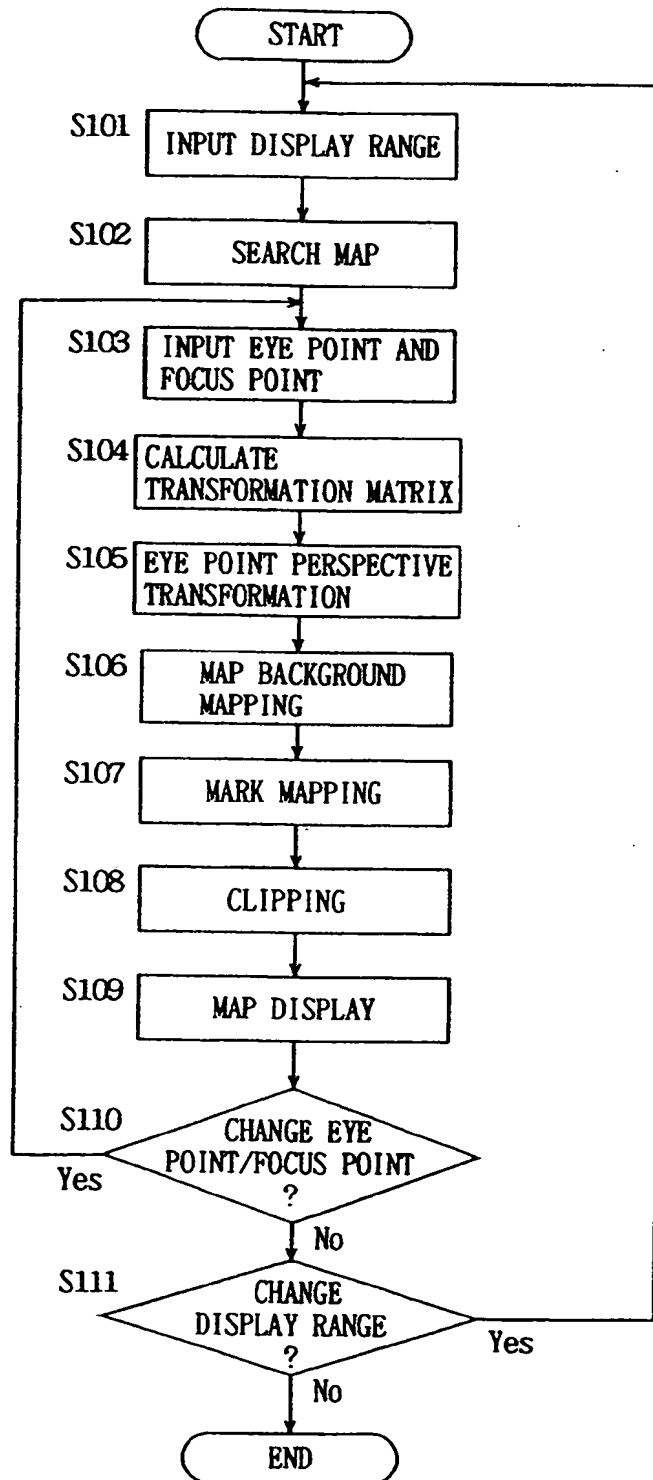 START
S101
INPUT DISPLAY RANGE
S102
SEARCH MAP
S103
INPUT EYE POINT AND
FOCUS POINT
S104
CALCULATE
TRANSFORMATION MATRIX
S105
EYE POINT PERSPECTIVE
TRANSFORMATION
S106
MAP BACKGROUND
MAPPING
S107
MARK MAPPING
S108
CLIPPING
S109
MAP DISPLAY
S110
CHANGE EYE
POINT/FOCUS POINT
?
Yes
No
S111
CHANGE
DISPLAY RANGE
?
Yes
No
END